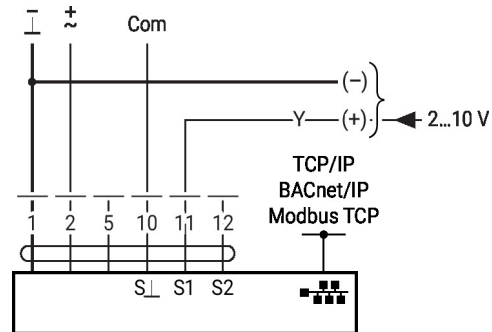 ⊥ – ~ + Com
(–)
Y (+) 2...10 V
TCP/IP
BACnet/IP
Modbus TCP
1 2 5 10 11 12
S⊥ S1 S2